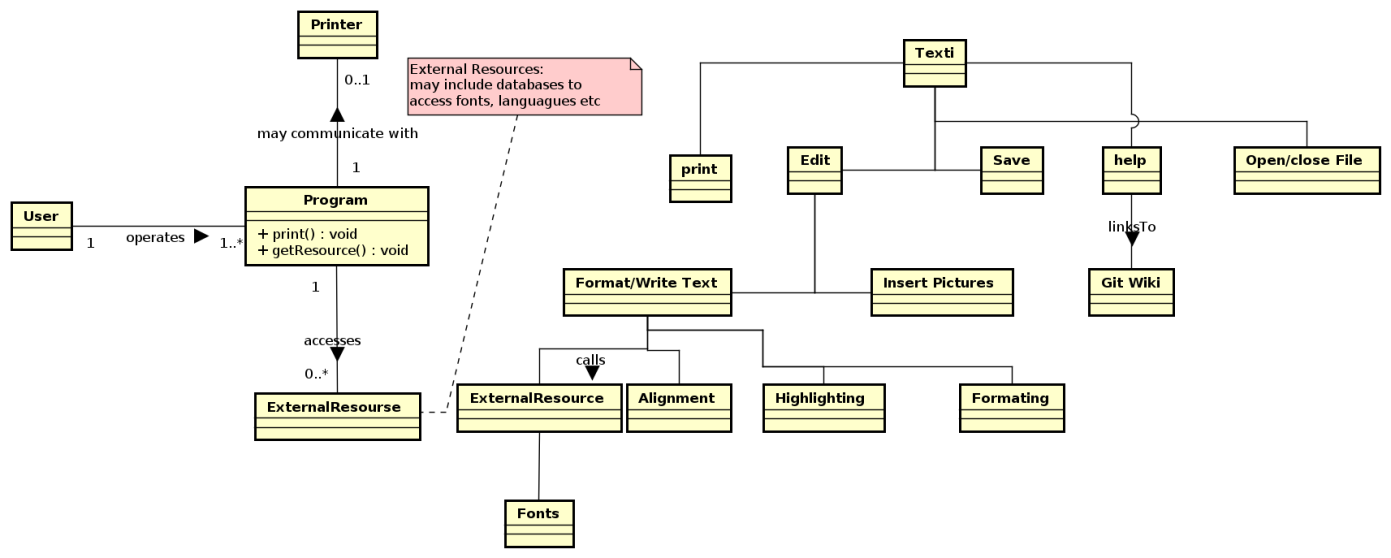 Printer
0..1
may communicate with
1
External Resources:
may include databases to
access fonts, languagues etc
User
1
operates
1..*
Program
+ print() : void
+ getResource() : void
1
accesses
0..*
ExternalResourse
Texti
print
Edit
Save
help
Open/close File
linksTo
Git Wiki
Format/Write Text
Insert Pictures
calls
ExternalResource
Alignment
Highlighting
Formating
Fonts